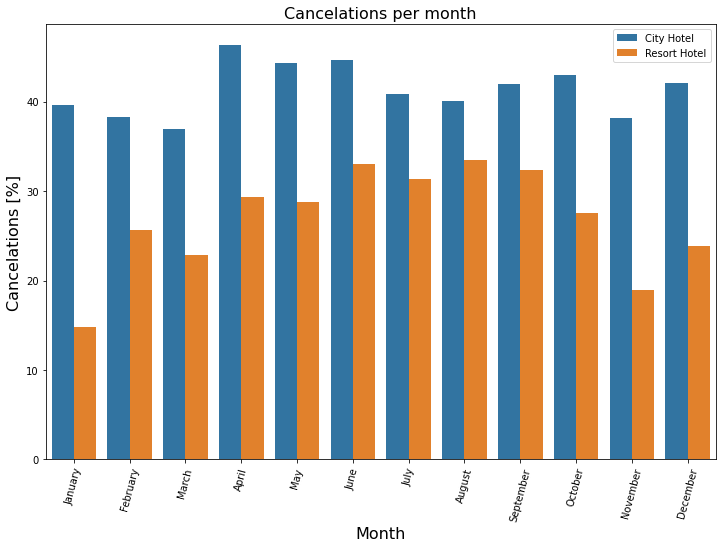 Cancelations per month
City Hotel
Resort Hotel
Cancelations [%]
40
30
20
10
0
January
February
March
April
May
June
July
August
September
October
November
December
Month